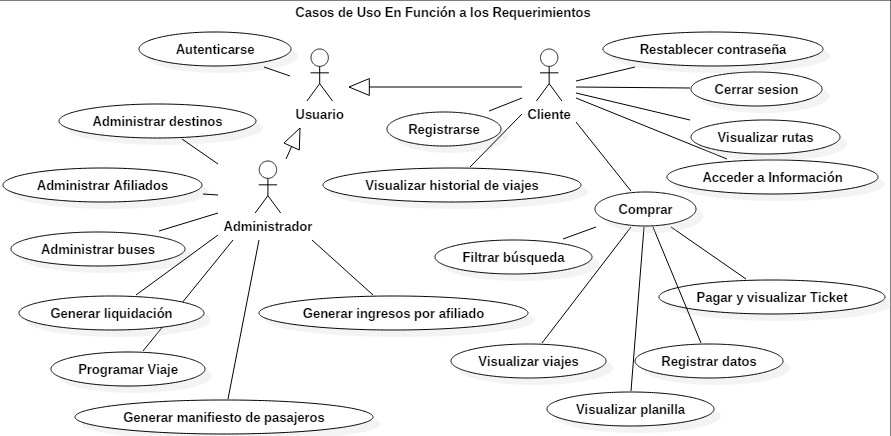 Casos de Uso En Función a los Requerimientos
Autenticarse
Restablecer contraseña
Cerrar sesion
Usuario
Cliente
Administrar destinos
Registrarse
Visualizar rutas
Acceder a Información
Administrar Afiliados
Visualizar historial de viajes
Comprar
Administrador
Administrar buses
Filtrar búsqueda
Pagar y visualizar Ticket
Generar liquidación
Generar ingresos por afiliado
Visualizar viajes
Registrar datos
Programar Viaje
Visualizar planilla
Generar manifiesto de pasajeros